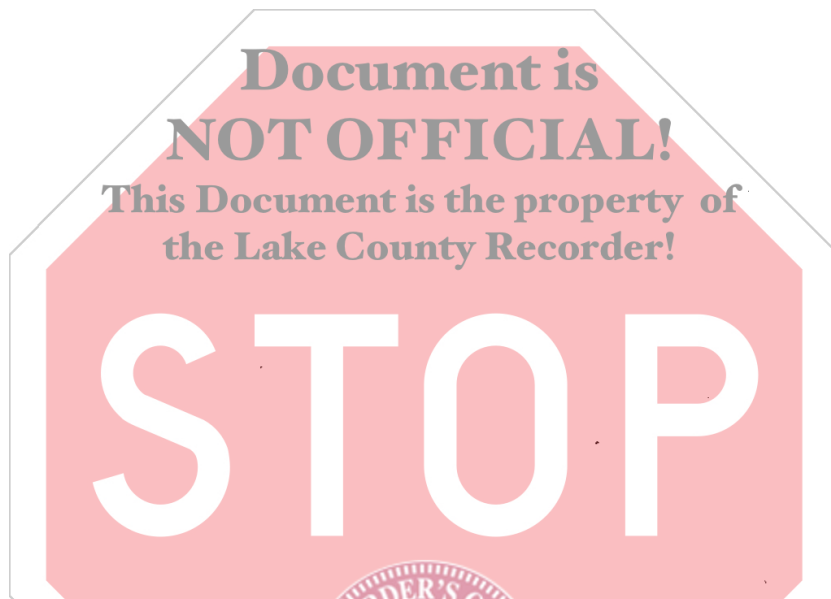 Document is
NOT OFFICIAL!
This Document is the property of
the Lake County Recorder!
STOP